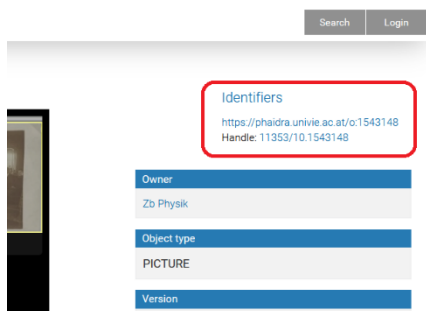 Search Login
Identifiers
https://phaidra.univie.ac.at/o:1543148
Handle: 11353/10.1543148
Owner
Zb Physik
Object type
PICTURE
Version